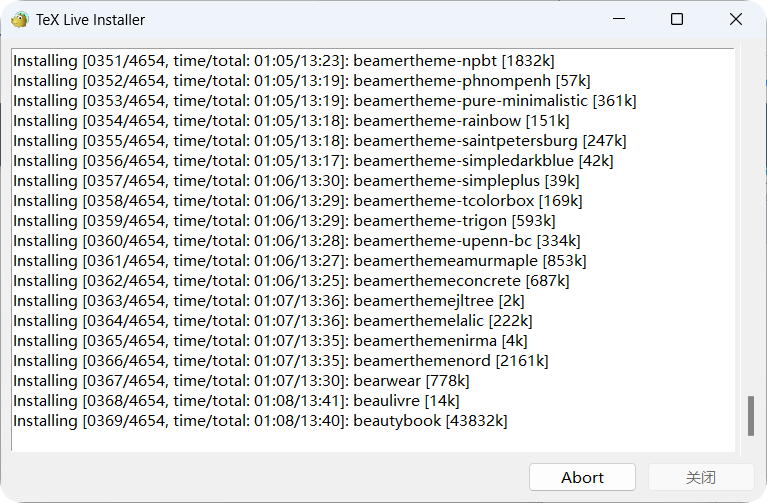 TeX Live Installer
Installing [0351/4654, time/total: 01:05/13:23]: beamertheme-npbt [1832k]
Installing [0352/4654, time/total: 01:05/13:19]: beamertheme-phnompenh [57k]
Installing [0353/4654, time/total: 01:05/13:19]: beamertheme-pure-minimalistic [361k]
Installing [0354/4654, time/total: 01:05/13:18]: beamertheme-rainbow [151k]
Installing [0355/4654, time/total: 01:05/13:18]: beamertheme-saintpetersburg [247k]
Installing [0356/4654, time/total: 01:05/13:17]: beamertheme-simpledarkblue [42k]
Installing [0357/4654, time/total: 01:06/13:30]: beamertheme-simpleplus [39k]
Installing [0358/4654, time/total: 01:06/13:29]: beamertheme-tcolorbox [169k]
Installing [0359/4654, time/total: 01:06/13:29]: beamertheme-trigon [593k]
Installing [0360/4654, time/total: 01:06/13:28]: beamertheme-upenn-bc [334k]
Installing [0361/4654, time/total: 01:06/13:27]: beamerthemeamurmaple [853k]
Installing [0362/4654, time/total: 01:06/13:25]: beamerthemeconcrete [687k]
Installing [0363/4654, time/total: 01:07/13:36]: beamerthemejltree [2k]
Installing [0364/4654, time/total: 01:07/13:36]: beamerthemelalic [222k]
Installing [0365/4654, time/total: 01:07/13:35]: beamerthemenirma [4k]
Installing [0366/4654, time/total: 01:07/13:35]: beamerthemenord [2161k]
Installing [0367/4654, time/total: 01:07/13:30]: bearwear [778k]
Installing [0368/4654, time/total: 01:08/13:41]: beaulivre [14k]
Installing [0369/4654, time/total: 01:08/13:40]: beautybook [43832k]
Abort 关闭